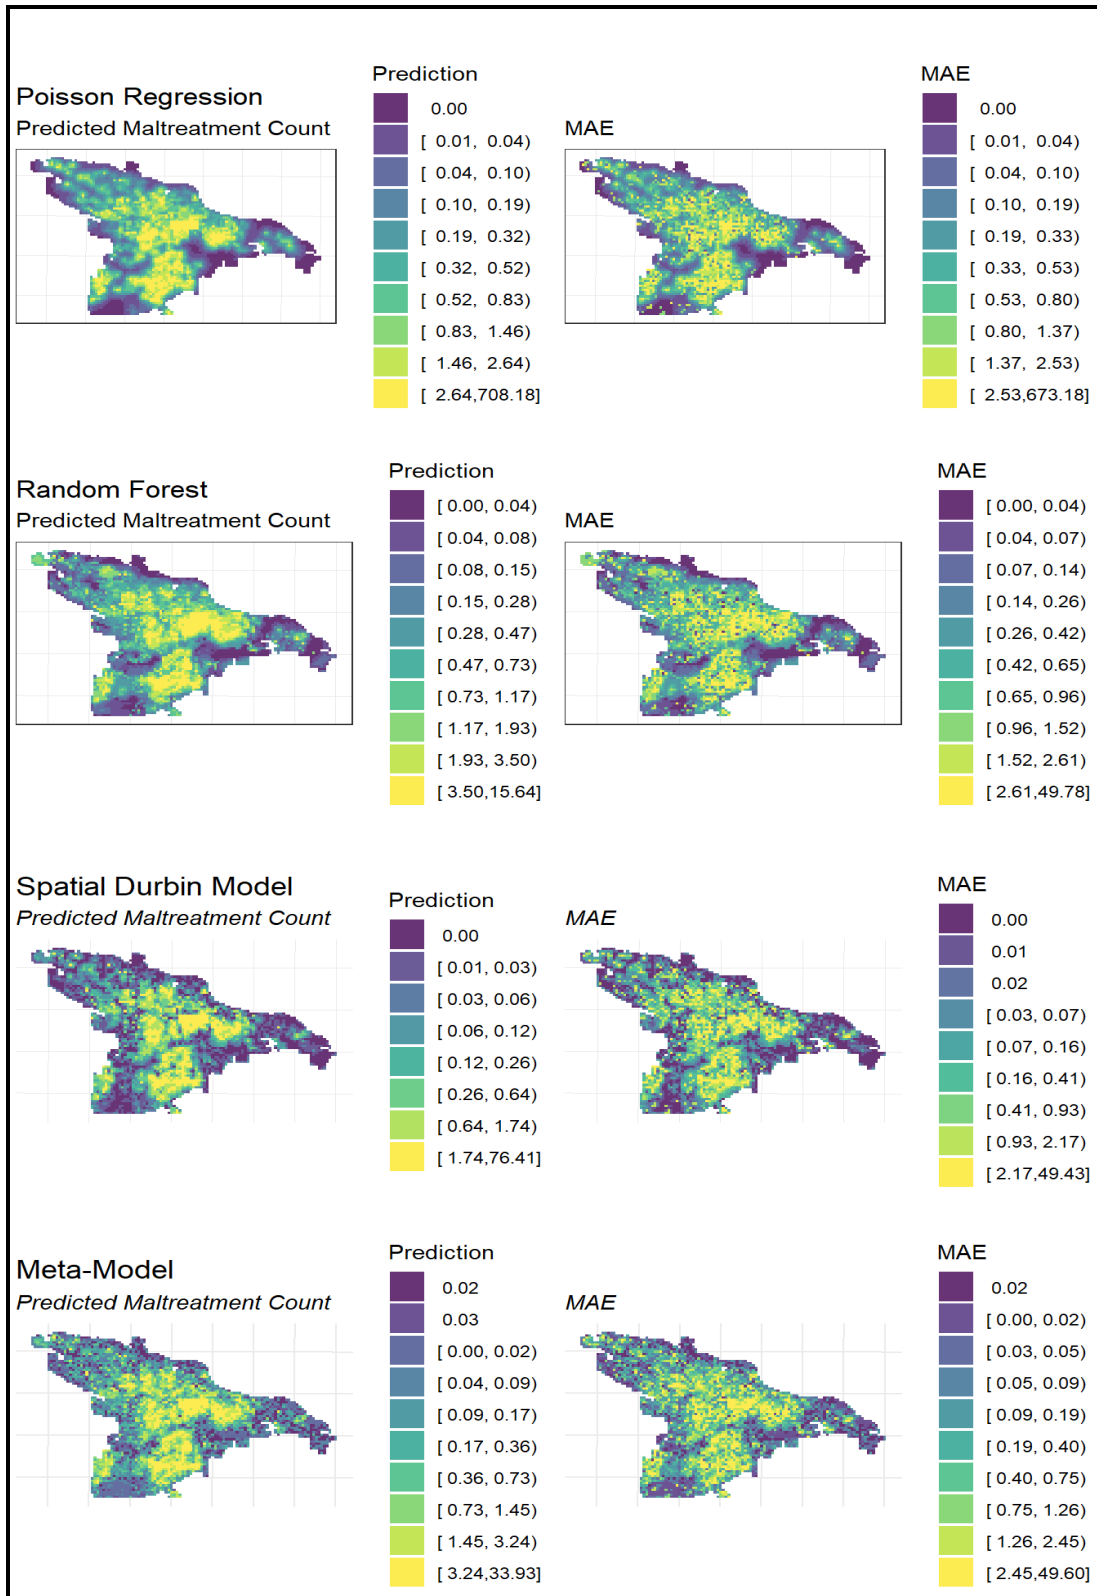 Poisson Regression
Predicted Maltreatment Count
Prediction
0.00
[ 0.01, 0.04)
[ 0.04, 0.10)
[ 0.10, 0.19)
[ 0.19, 0.32)
[ 0.32, 0.52)
[ 0.52, 0.83)
[ 0.83, 1.46)
[ 1.46, 2.64)
[ 2.64,708.18]
MAE
MAE
0.00
[ 0.01, 0.04)
[ 0.04, 0.10)
[ 0.10, 0.19)
[ 0.19, 0.33)
[ 0.33, 0.53)
[ 0.53, 0.80)
[ 0.80, 1.37)
[ 1.37, 2.53)
[ 2.53,673.18]
Random Forest
Predicted Maltreatment Count
Prediction
[ 0.00, 0.04)
[ 0.04, 0.08)
[ 0.08, 0.15)
[ 0.15, 0.28)
[ 0.28, 0.47)
[ 0.47, 0.73)
[ 0.73, 1.17)
[ 1.17, 1.93)
[ 1.93, 3.50)
[ 3.50,15.64]
MAE
MAE
[ 0.00, 0.04)
[ 0.04, 0.07)
[ 0.07, 0.14)
[ 0.14, 0.26)
[ 0.26, 0.42)
[ 0.42, 0.65)
[ 0.65, 0.96)
[ 0.96, 1.52)
[ 1.52, 2.61)
[ 2.61,49.78]
Spatial Durbin Model
Predicted Maltreatment Count
Prediction
0.00
[ 0.01, 0.03)
[ 0.03, 0.06)
[ 0.06, 0.12)
[ 0.12, 0.26)
[ 0.26, 0.64)
[ 0.64, 1.74)
[ 1.74,76.41]
MAE
MAE
0.00
0.01
0.02
[ 0.03, 0.07)
[ 0.07, 0.16)
[ 0.16, 0.41)
[ 0.41, 0.93)
[ 0.93, 2.17)
[ 2.17,49.43]
Meta-Model
Predicted Maltreatment Count
Prediction
0.02
0.03
[ 0.00, 0.02)
[ 0.04, 0.09)
[ 0.09, 0.17)
[ 0.17, 0.36)
[ 0.36, 0.73)
[ 0.73, 1.45)
[ 1.45, 3.24)
[ 3.24,33.93]
MAE
MAE
0.02
[ 0.00, 0.02)
[ 0.03, 0.05)
[ 0.05, 0.09)
[ 0.09, 0.19)
[ 0.19, 0.40)
[ 0.40, 0.75)
[ 0.75, 1.26)
[ 1.26, 2.45)
[ 2.45,49.60]